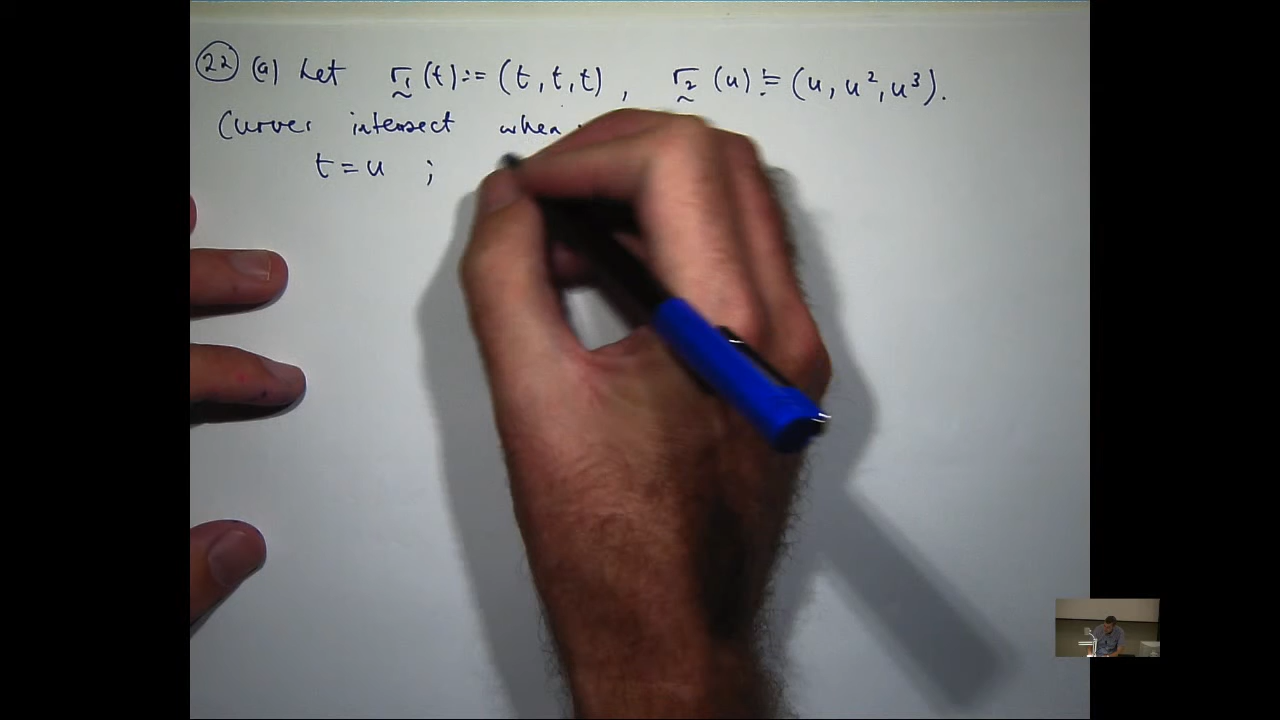 (22) (a) Let r₁(t) := (t, t, t), r₂(u) := (u, u², u³).
Curves intersect when
t = u ;